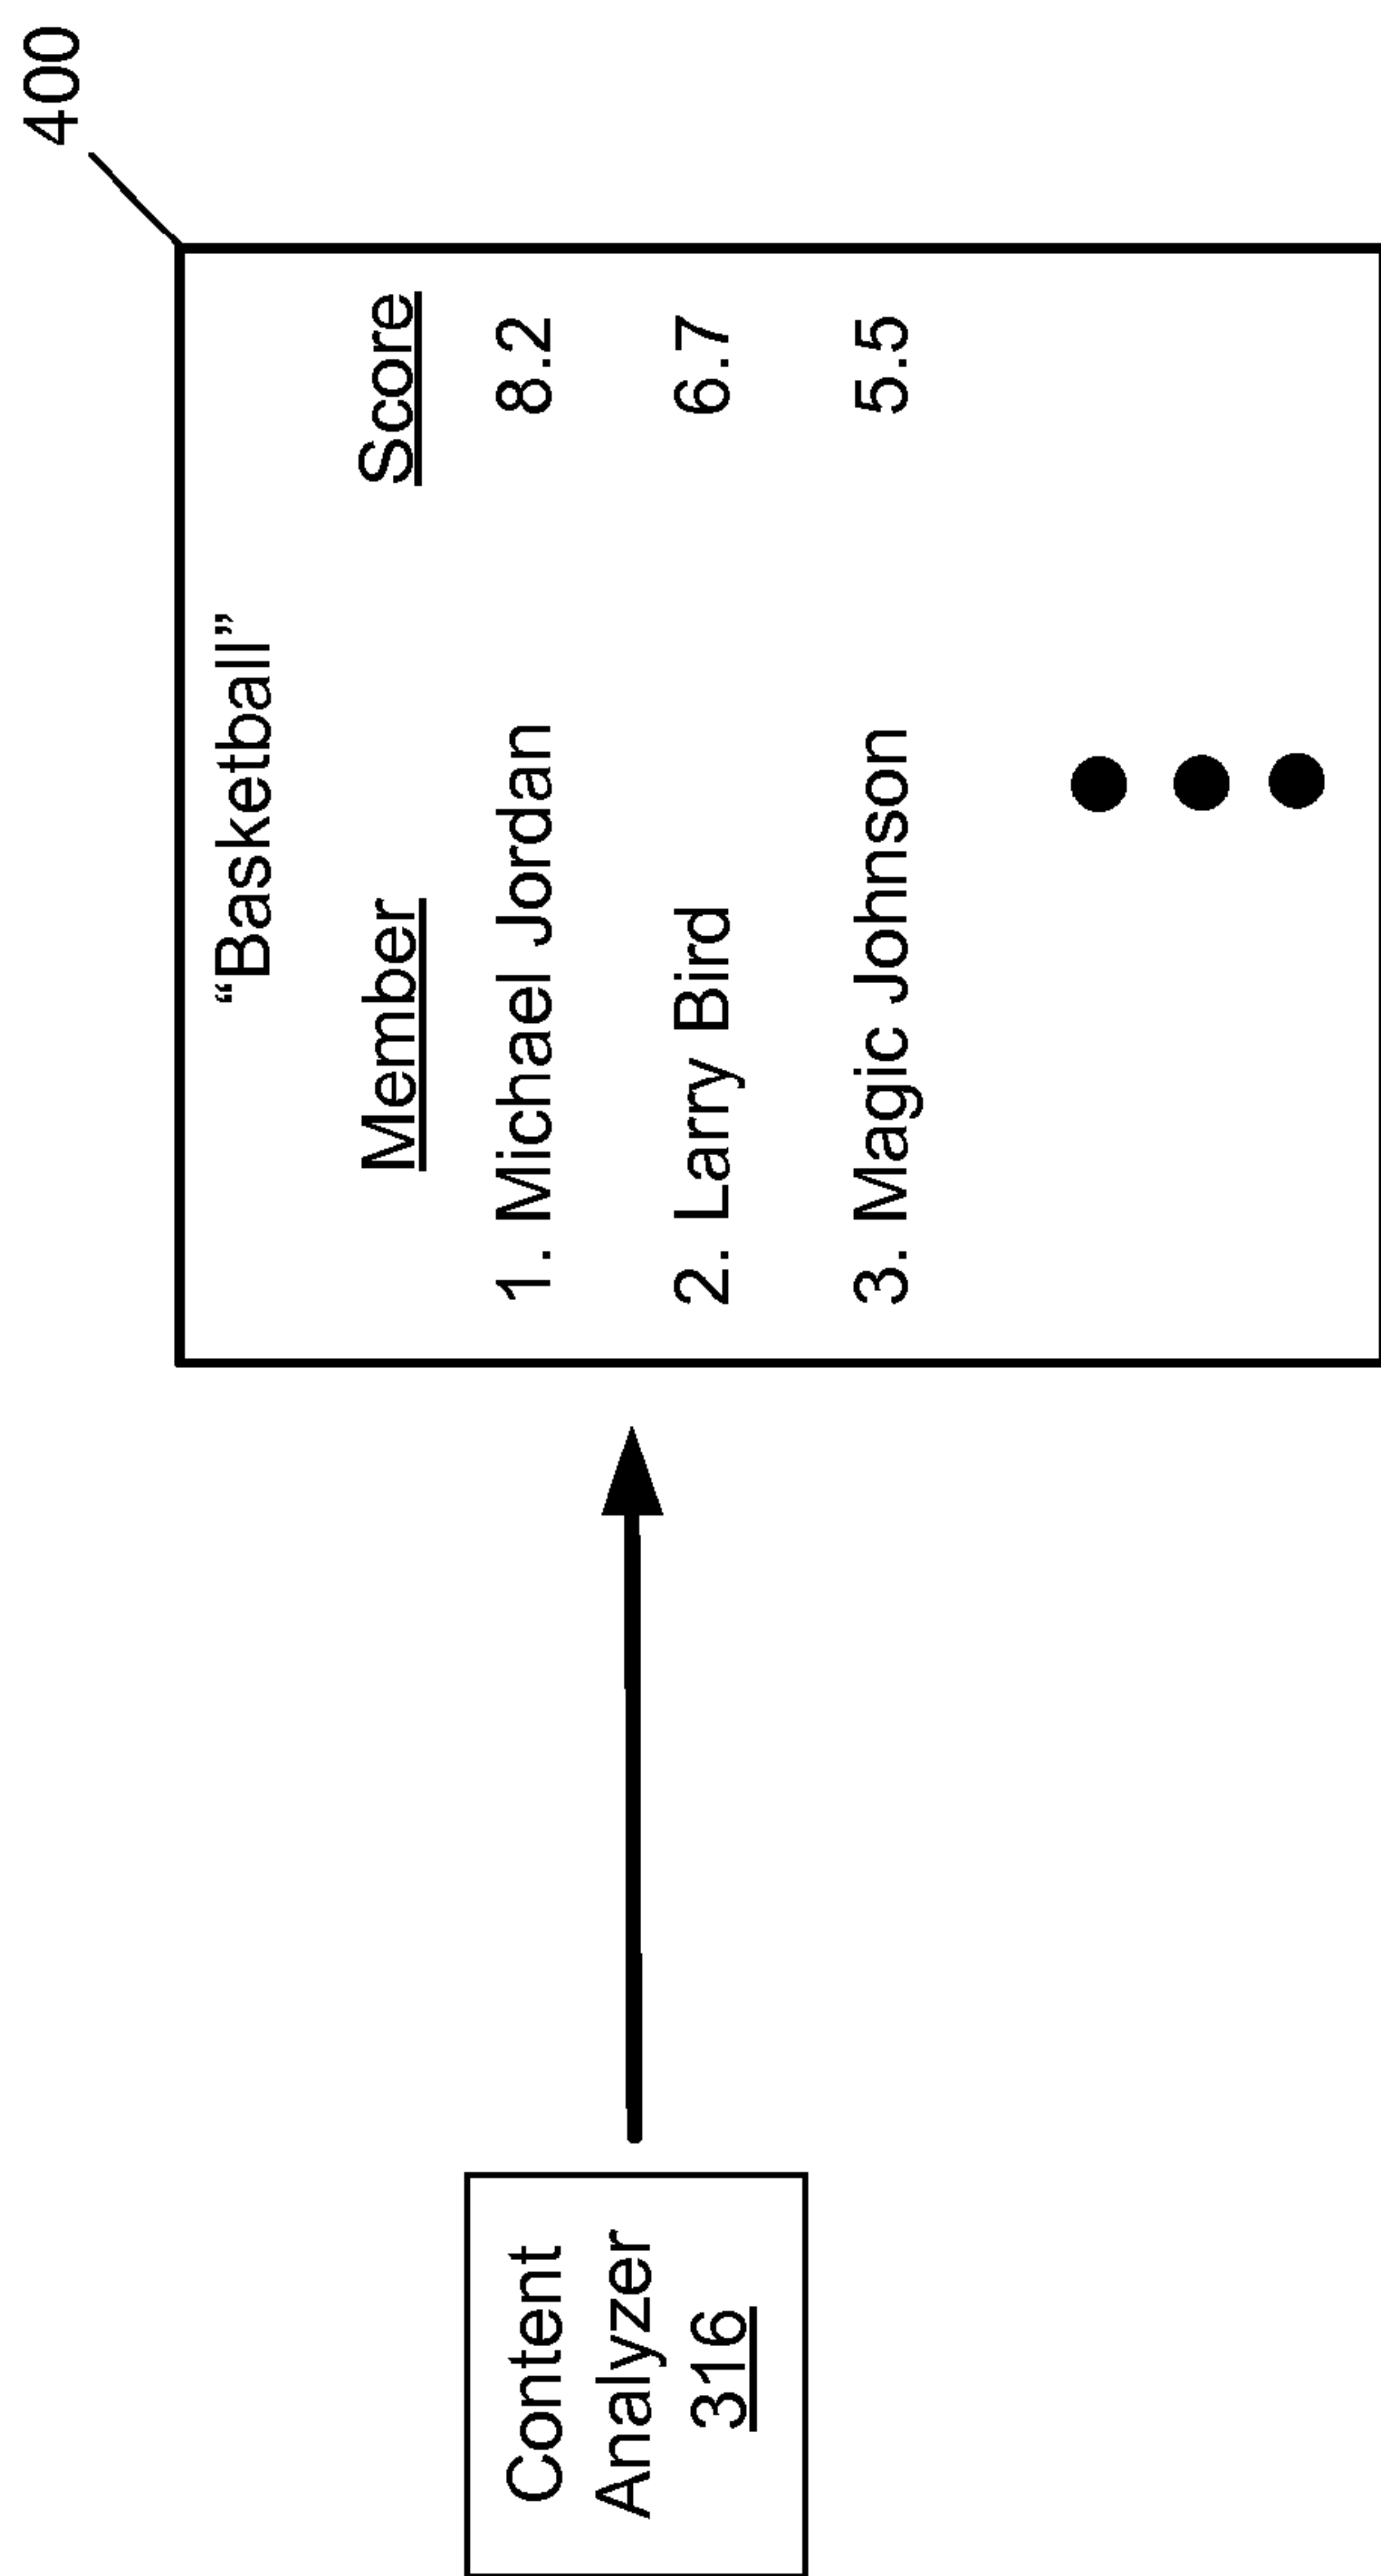 400
“Basketball”
Member Score
1. Michael Jordan 8.2
2. Larry Bird 6.7
3. Magic Johnson 5.5
Content
Analyzer
316